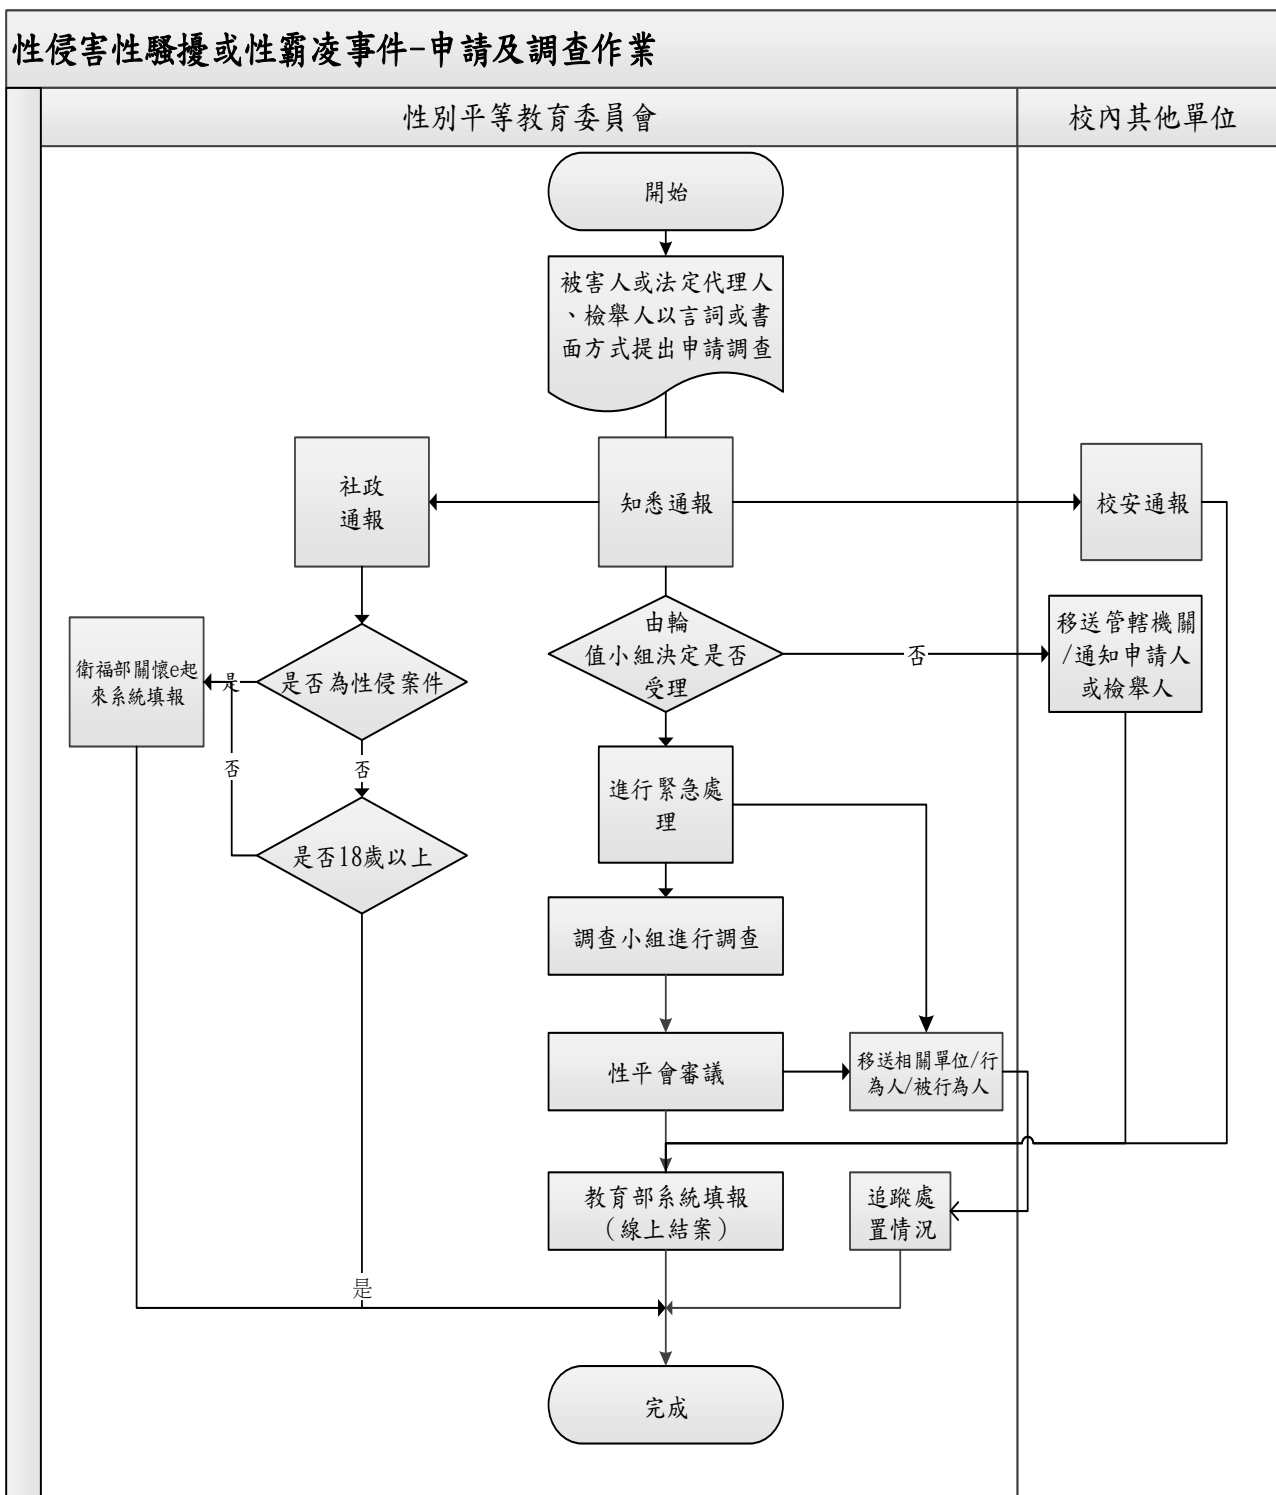 性侵害性騷擾或性霸凌事件-申請及調查作業
性別平等教育委員會
校內其他單位
開始
被害人或法定代理人
、檢舉人以言詞或書
面方式提出申請調查
社政
通報
知悉通報
校安通報
由輪
值小組決定是否
受理
否
移送管轄機關
/通知申請人
或檢舉人
衛福部關懷e起
來系統填報
是
是否為性侵案件
否
否
進行緊急處
理
是否18歲以上
調查小組進行調查
性平會審議
移送相關單位/行
為人/被行為人
教育部系統填報
（線上結案）
追蹤處
置情況
是
完成